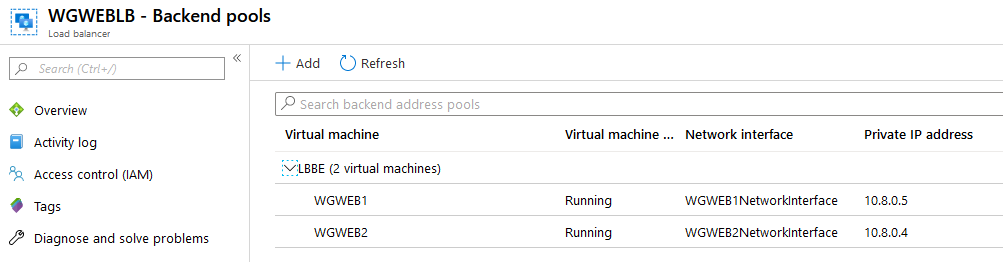 WGWEBLB - Backend pools
Load balancer
Search (Ctrl+/)
«
Overview
Activity log
Access control (IAM)
Tags
Diagnose and solve problems
Add Refresh
Search backend address pools
Virtual machine Virtual machine ... Network interface Private IP address
LBBE (2 virtual machines)
WGWEB1 Running WGWEB1NetworkInterface 10.8.0.5
WGWEB2 Running WGWEB2NetworkInterface 10.8.0.4